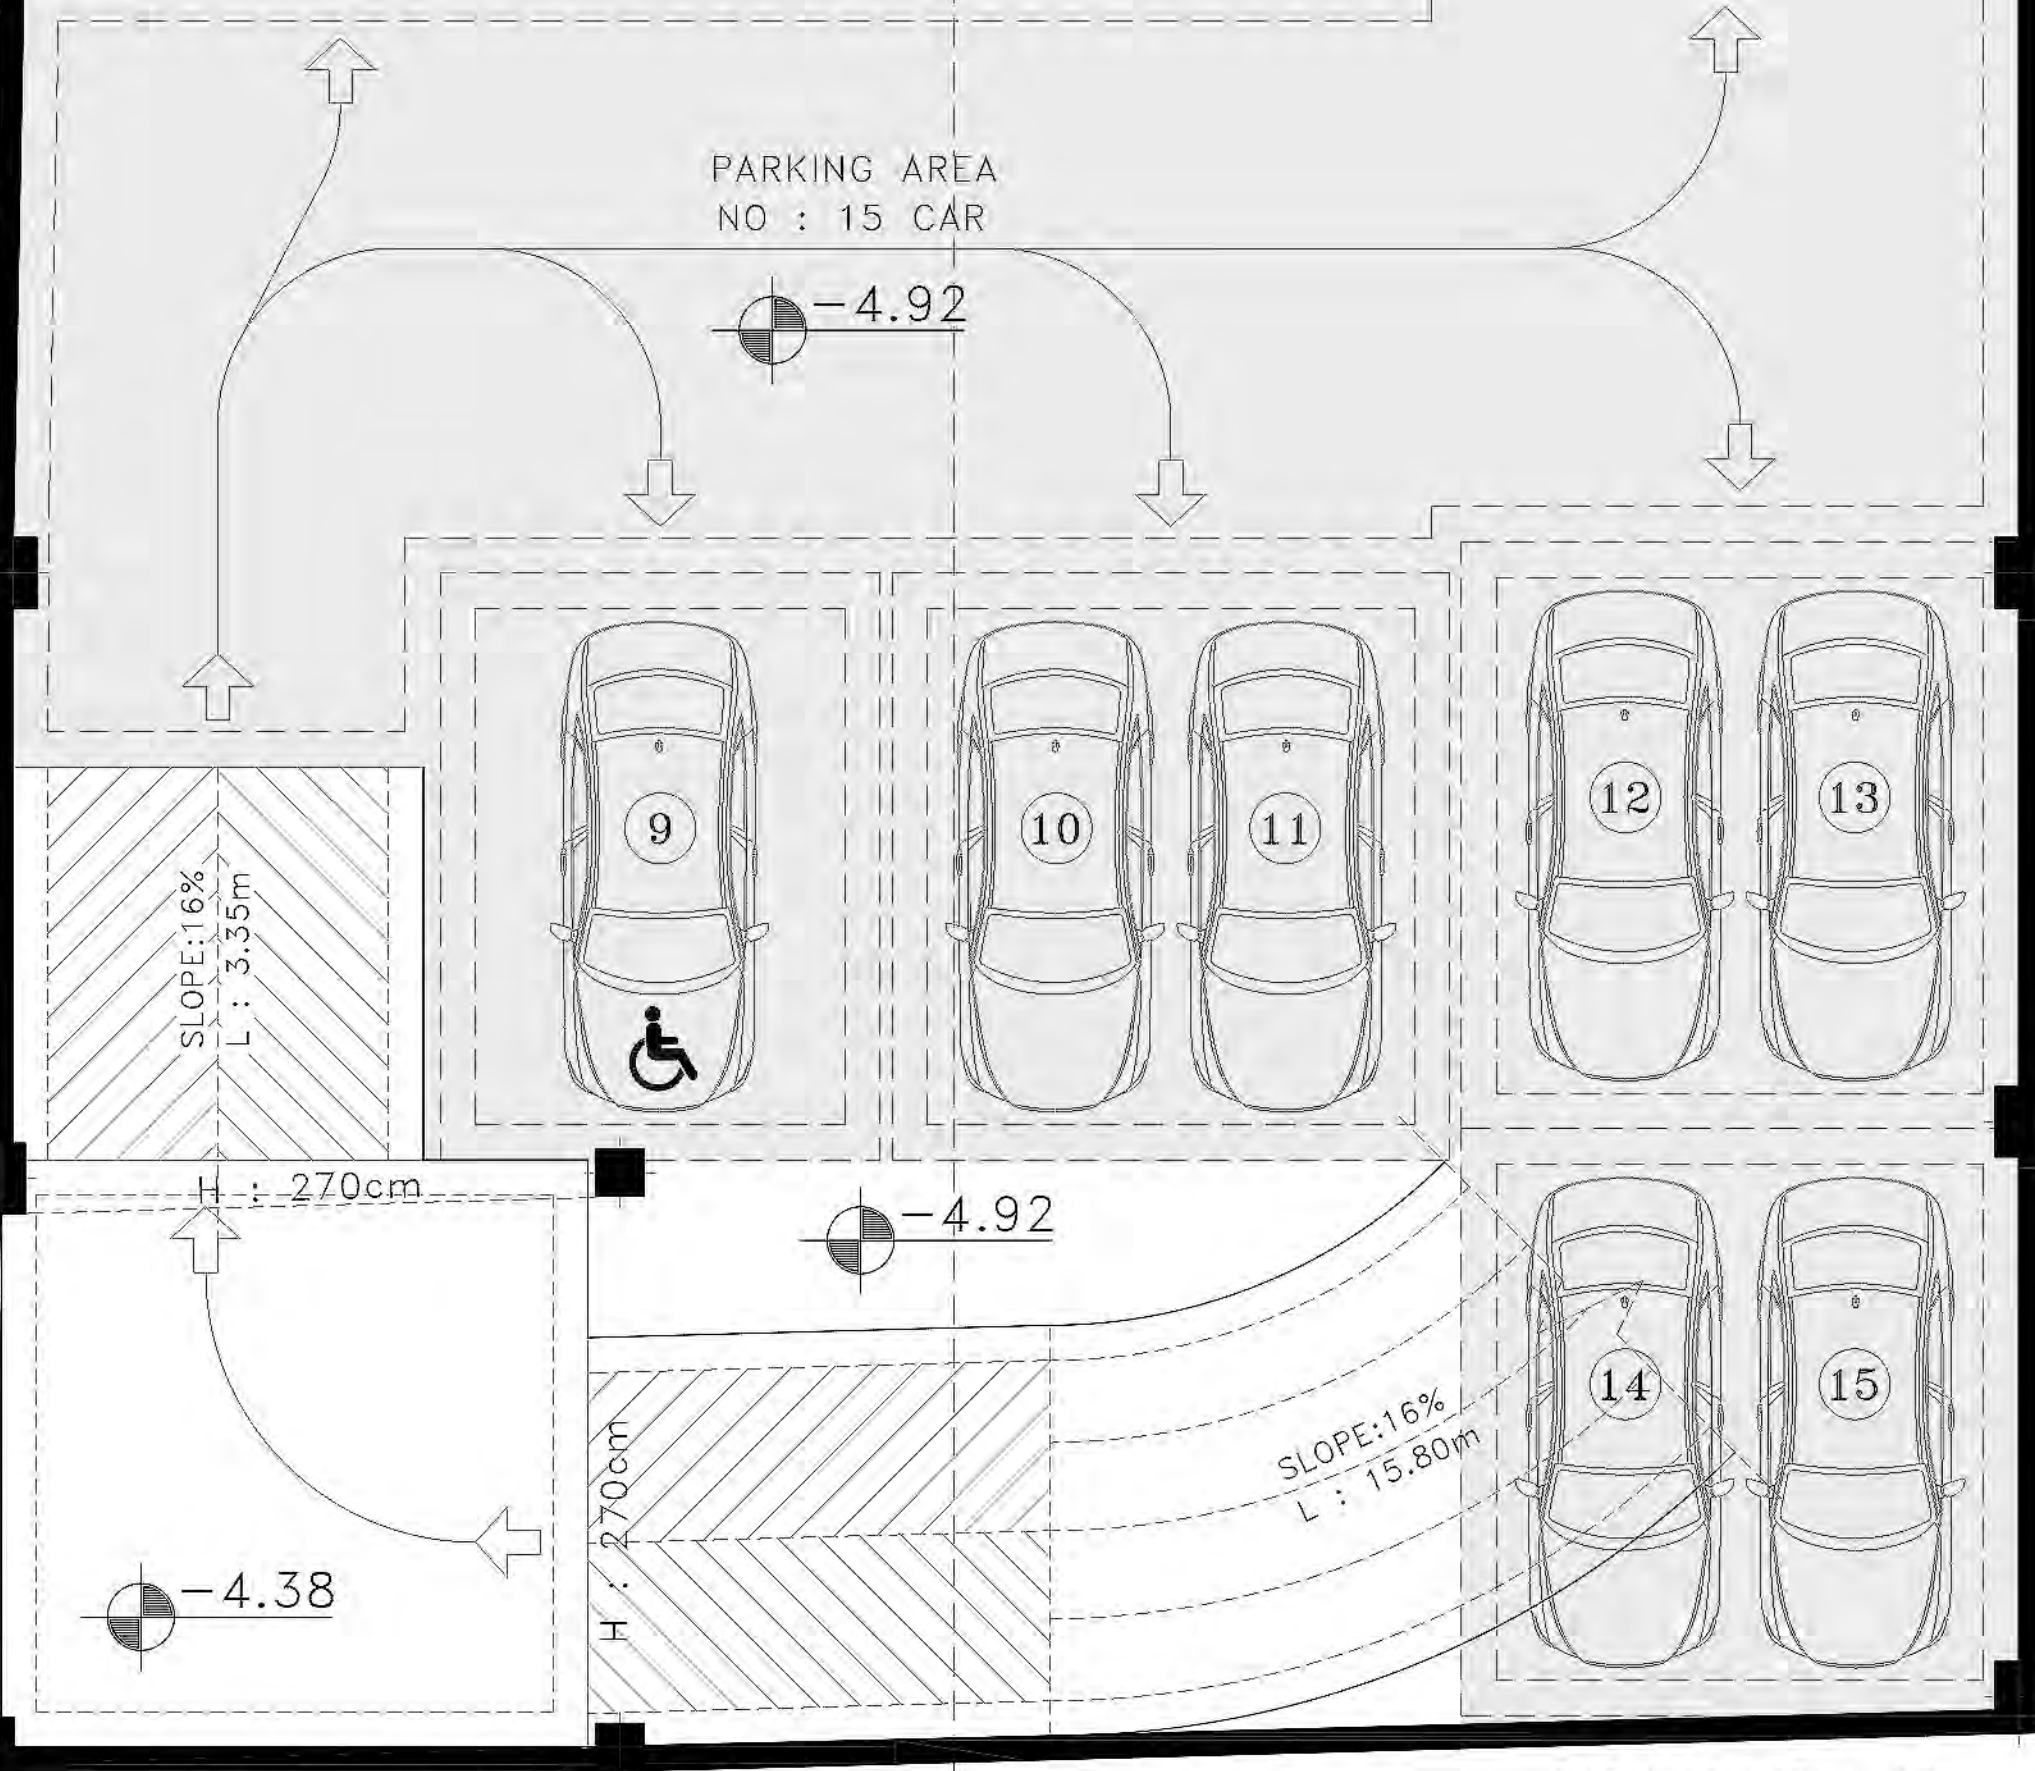 PARKING AREA
NO : 15 CAR
-4.92
9
10
11
12
13
SLOPE:16%
L : 3.35m
H : 270cm
-4.92
14
15
SLOPE:16%
L : 15.80m
H : 270cm
-4.38